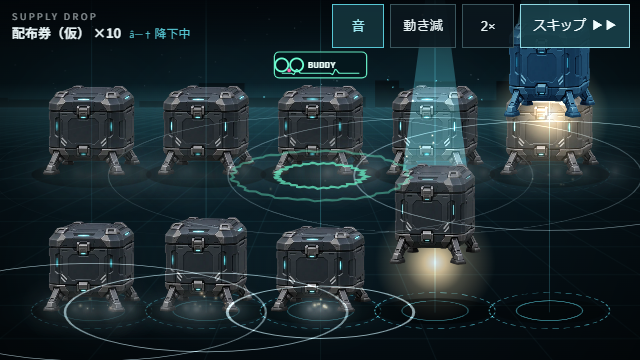 SUPPLY DROP
配布券（仮）×10 â—† 降下中
音
動き減
2×
スキップ ▶▶
BUDDY